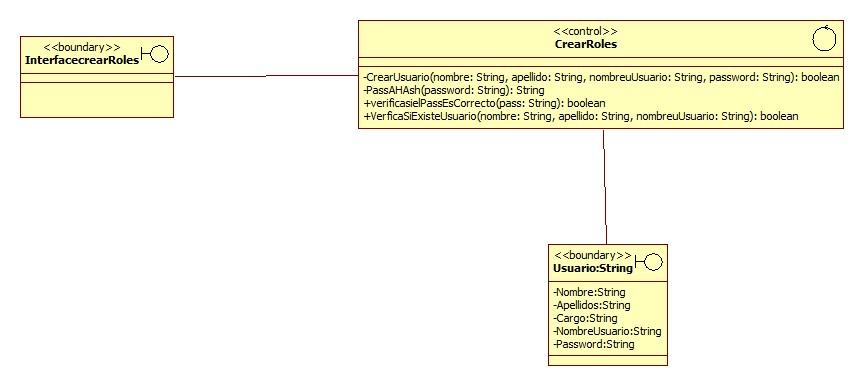 <<boundary>>
InterfacecrearRoles
<<control>>
CrearRoles
-CrearUsuario(nombre: String, apellido: String, nombreuUsuario: String, password: String): boolean
-PassAHAsh(password: String): String
+verificasielPassEsCorrecto(pass: String): boolean
+VerficaSiExisteUsuario(nombre: String, apellido: String, nombreuUsuario: String): boolean
<<boundary>>
Usuario:String
-Nombre:String
-Apellidos:String
-Cargo:String
-NombreUsuario:String
-Password:String